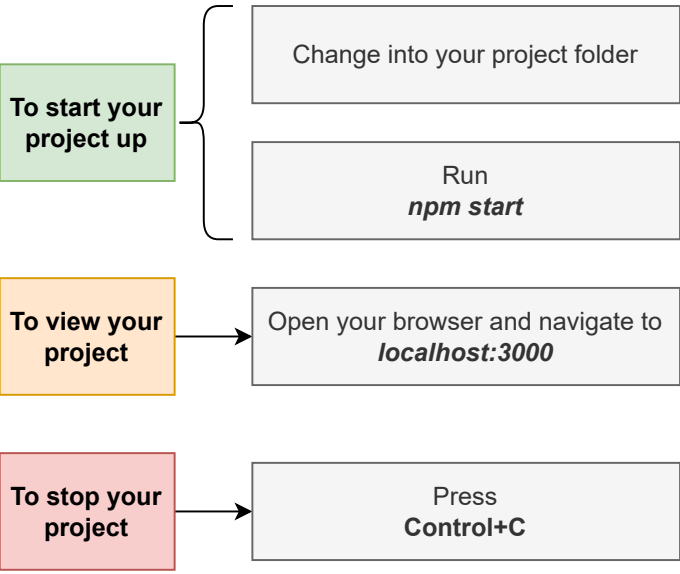 To start your
project up
Change into your project folder
Run
npm start
To view your
project
Open your browser and navigate to
localhost:3000
To stop your
project
Press
Control+C